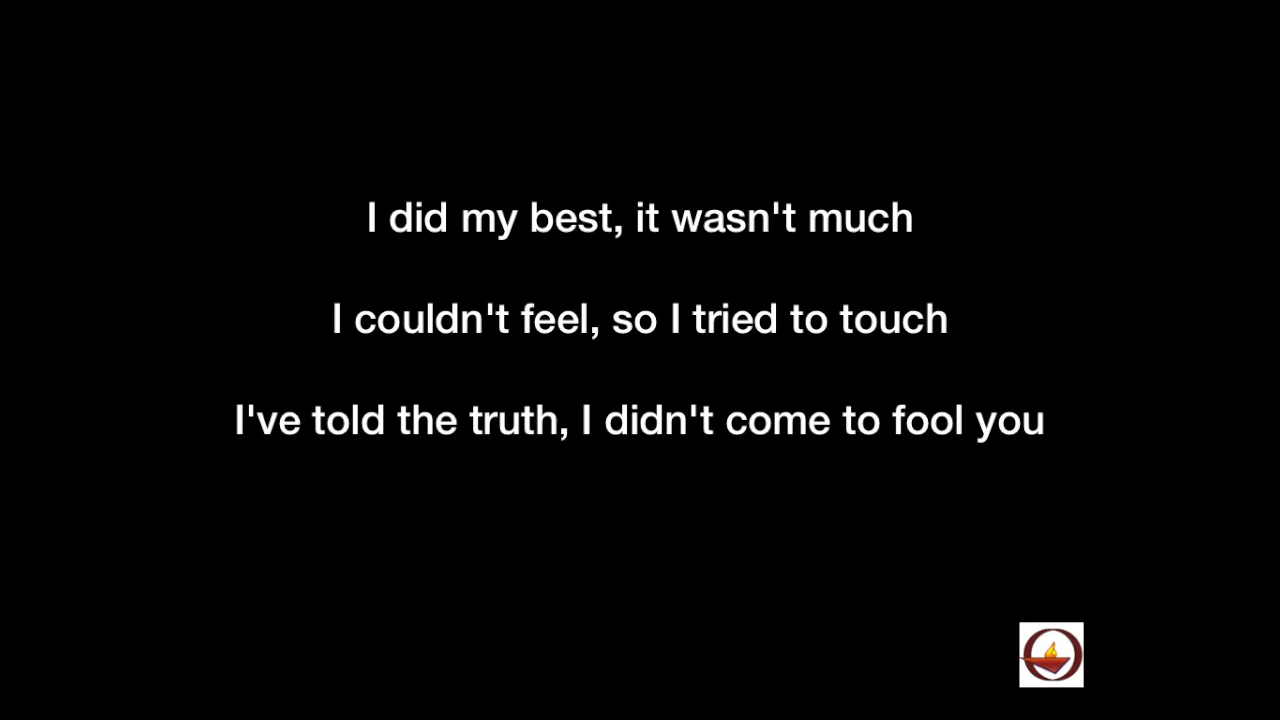 I did my best, it wasn't much
I couldn't feel, so I tried to touch
I've told the truth, I didn't come to fool you